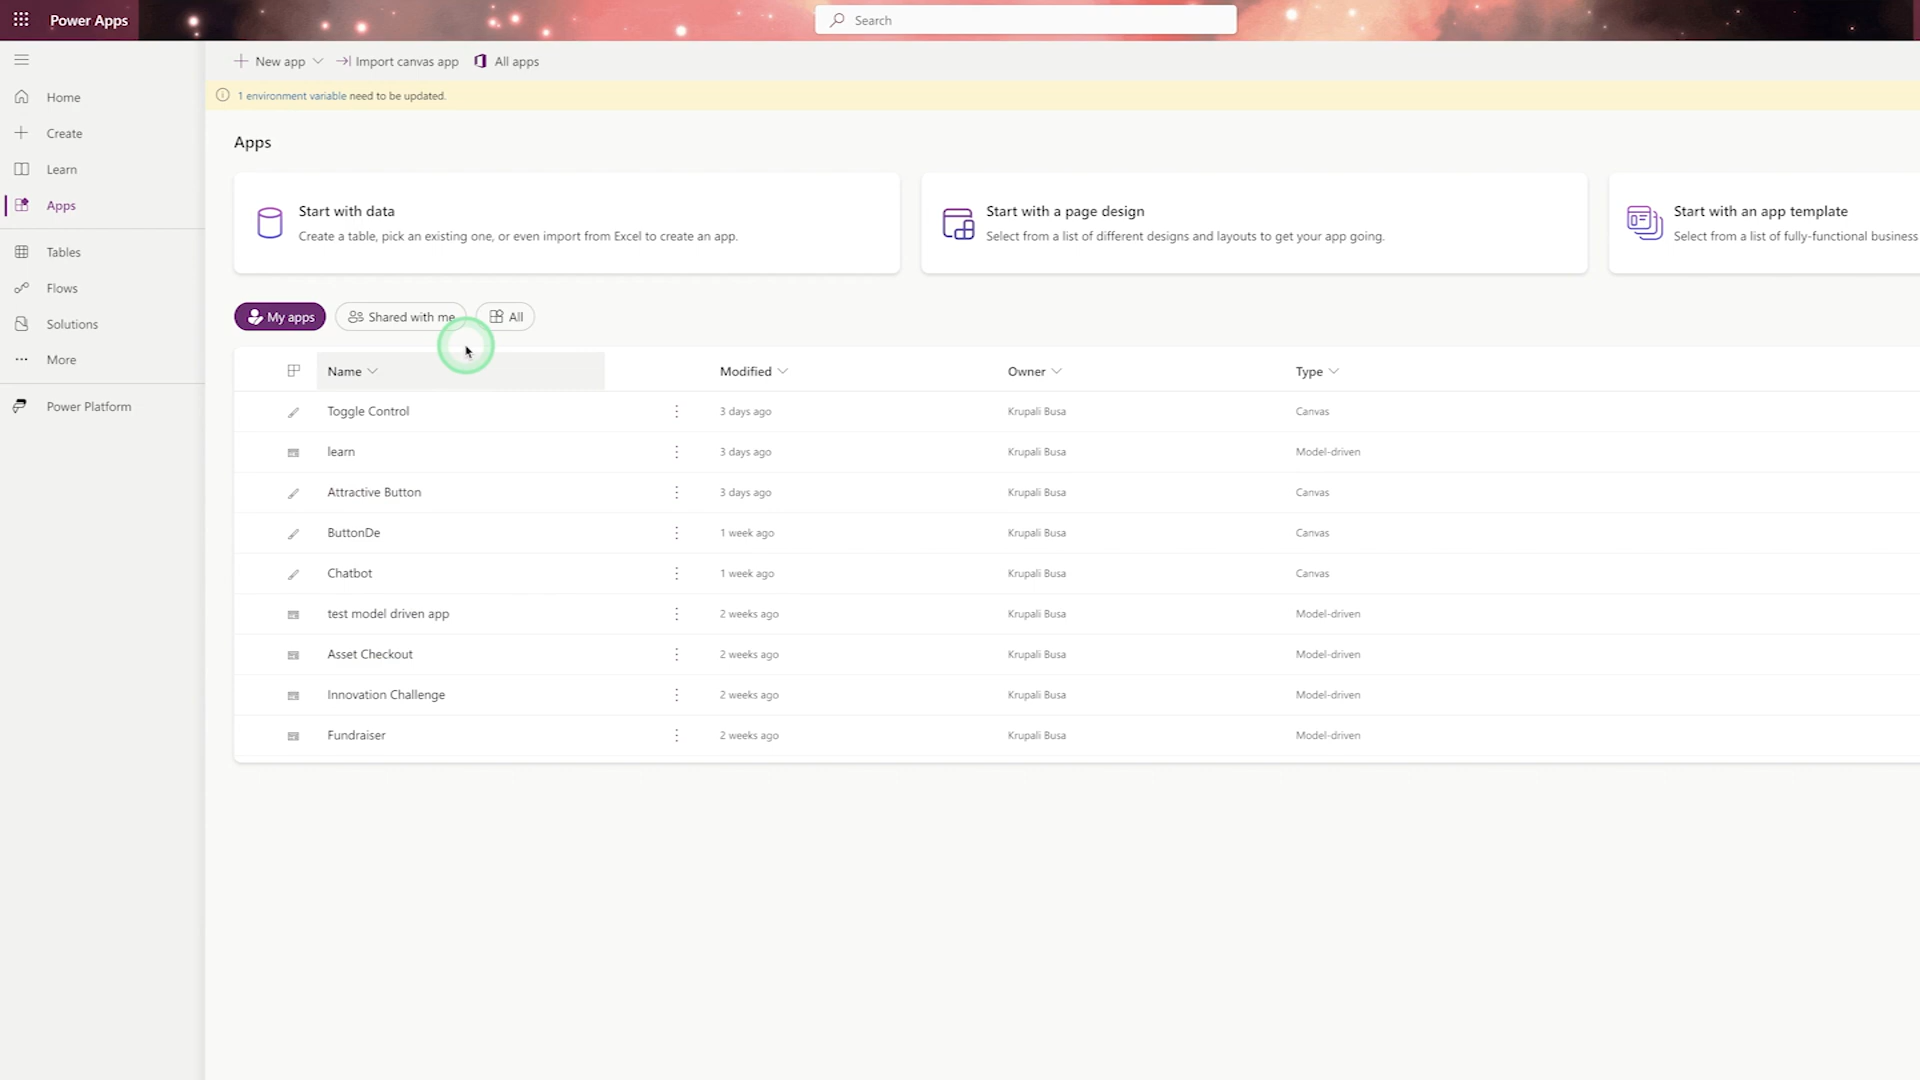 Power Apps
Search
New app
Import canvas app
All apps
1 environment variable need to be updated.
Home
Create
Learn
Apps
Tables
Flows
Solutions
More
Power Platform
Apps
Start with data
Create a table, pick an existing one, or even import from Excel to create an app.
Start with a page design
Select from a list of different designs and layouts to get your app going.
Start with an app template
Select from a list of fully-functional business
My apps
Shared with me
All
Name Modified Owner Type
Toggle Control 3 days ago Krupali Busa Canvas
learn 3 days ago Krupali Busa Model-driven
Attractive Button 3 days ago Krupali Busa Canvas
ButtonDe 1 week ago Krupali Busa Canvas
Chatbot 1 week ago Krupali Busa Canvas
test model driven app 2 weeks ago Krupali Busa Model-driven
Asset Checkout 2 weeks ago Krupali Busa Model-driven
Innovation Challenge 2 weeks ago Krupali Busa Model-driven
Fundraiser 2 weeks ago Krupali Busa Model-driven